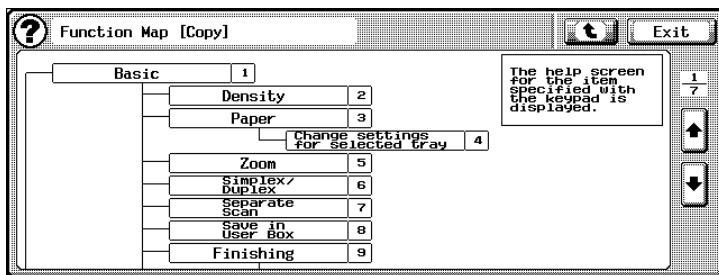 ?
Function Map [Copy]
Exit
Basic 1
Density 2
Paper 3
Change settings
for selected tray 4
Zoom 5
Simplex/
Duplex 6
Separate
Scan 7
Save in
User Box 8
Finishing 9
The help screen
for the item
specified with
the keypad is
displayed.
1
7